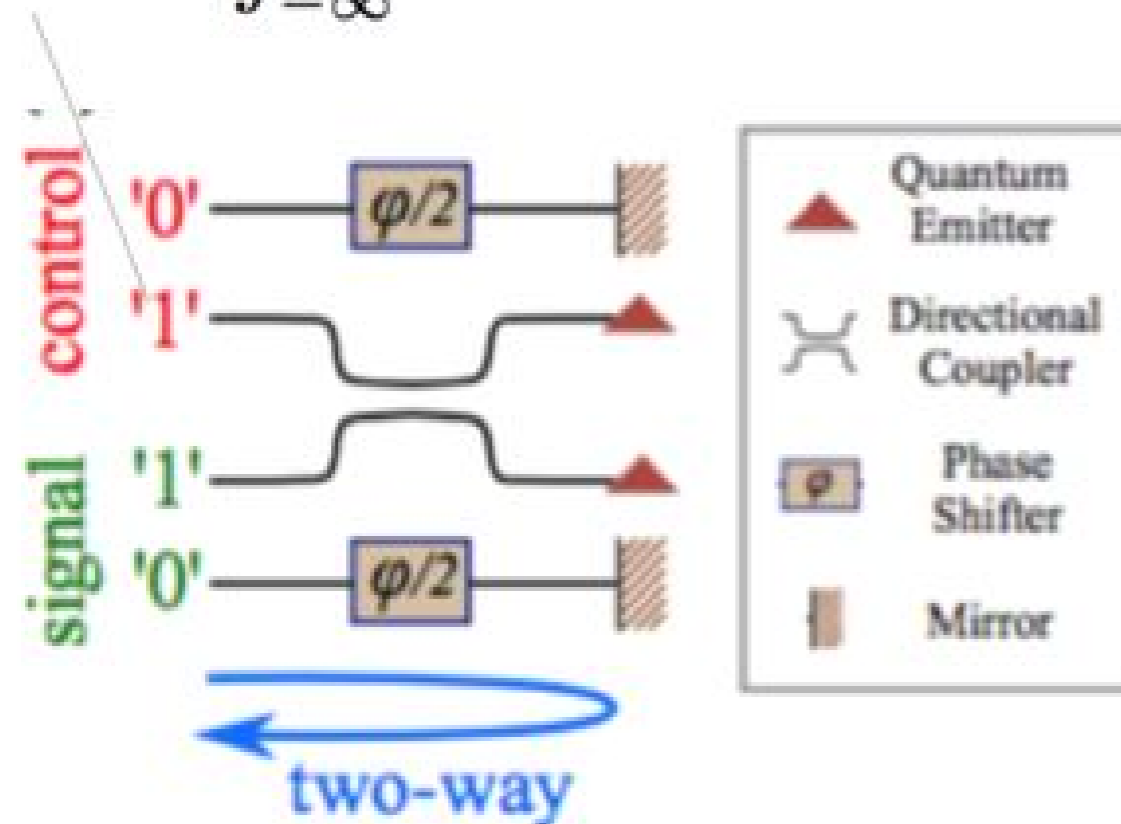 control
'0'
φ/2
'1'
signal
'1'
'0'
φ/2
two-way
Quantum
Emitter
Directional
Coupler
φ
Phase
Shifter
Mirror